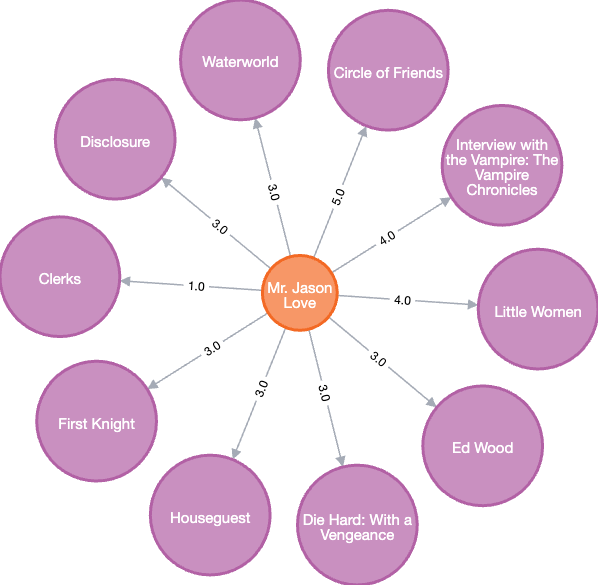 Waterworld
Circle of Friends
Disclosure
Interview with
the Vampire: The
Vampire
Chronicles
3.0
5.0
3.0
4.0
Clerks
1.0
Mr. Jason
Love
4.0
Little Women
3.0
3.0
3.0
3.0
First Knight
Ed Wood
Houseguest
Die Hard: With a
Vengeance